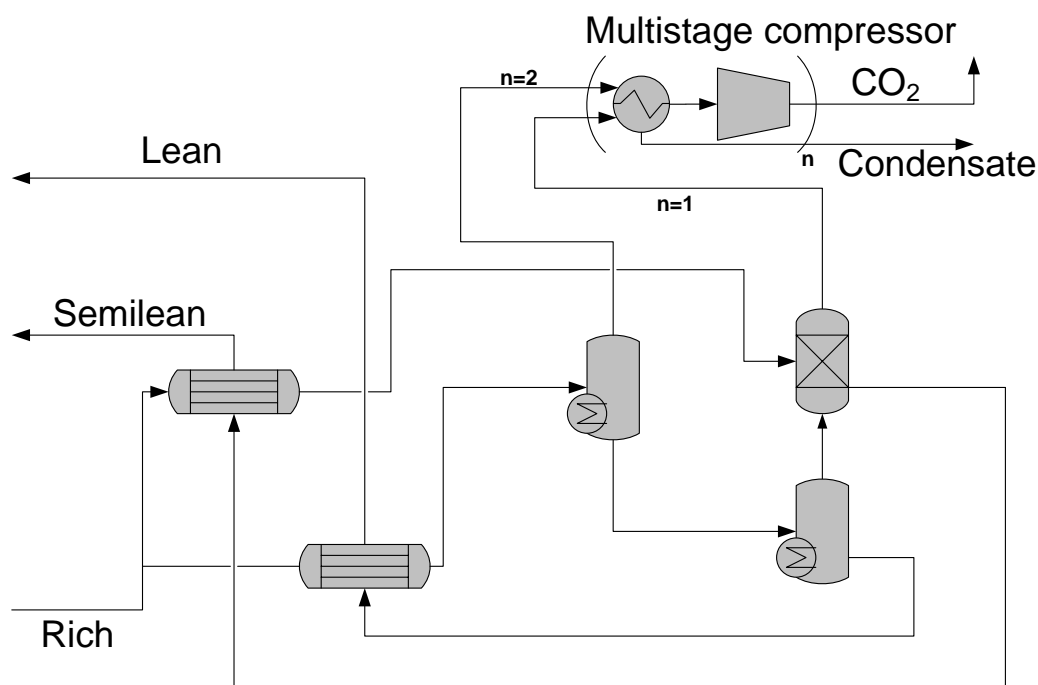 Multistage compressor
n=2
CO₂
n
Condensate
Lean
n=1
Semilean
Rich